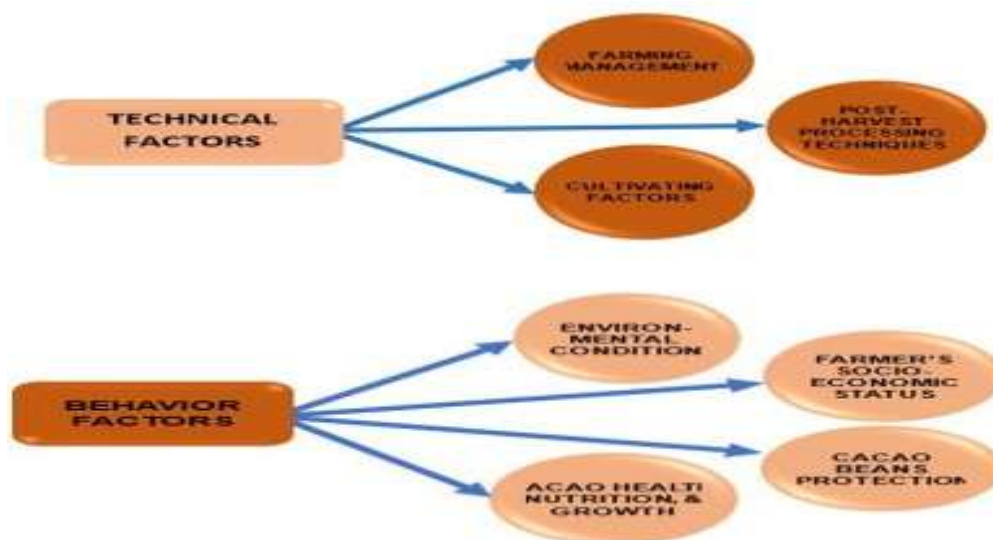 FARMING
MANAGEMENT
TECHNICAL
FACTORS
POST-
HARVEST
PROCESSING
TECHNIQUES
CULTIVATING
FACTORS
ENVIRON-
MENTAL
CONDITION
FARMER'S
SOCIO-
ECONOMIC
STATUS
BEHAVIOR
FACTORS
CACAO
BEANS
PROTECTION
ACAO HEALTI
NUTRITION, &
GROWTH